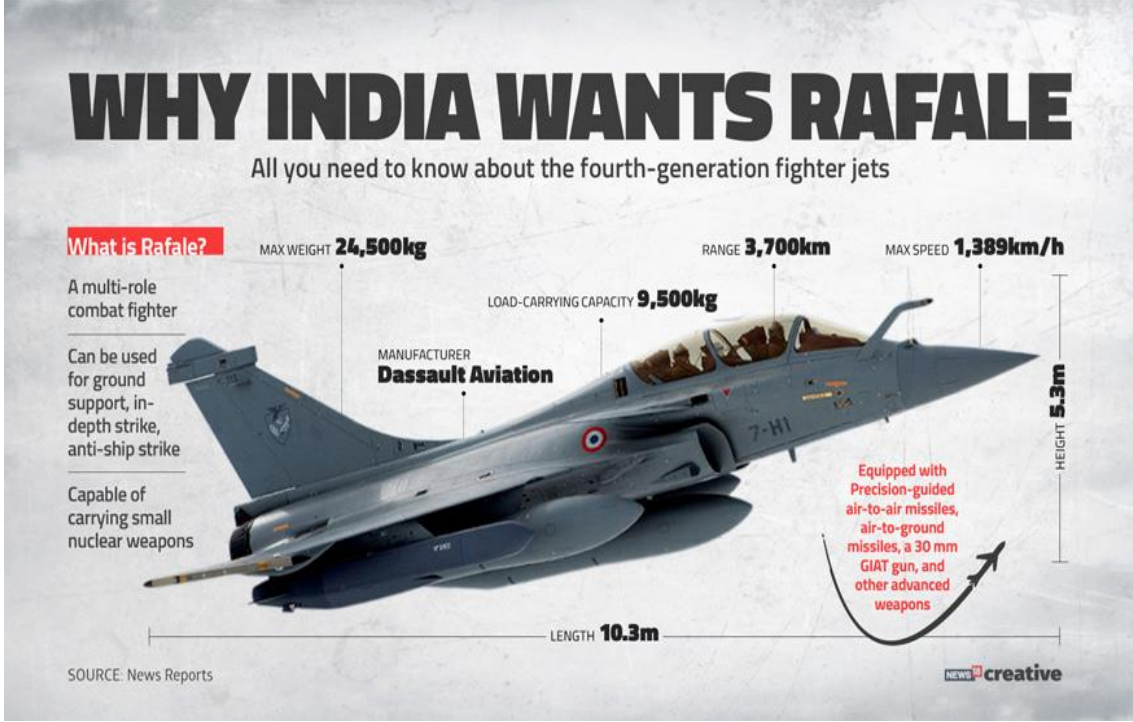 WHY INDIA WANTS RAFALE
All you need to know about the fourth-generation fighter jets
What is Rafale?
A multi-role
combat fighter
Can be used
for ground
support, in-
depth strike,
anti-ship strike
Capable of
carrying small
nuclear weapons
MAX WEIGHT 24,500kg
RANGE 3,700km
MAX SPEED 1,389km/h
LOAD-CARRYING CAPACITY 9,500kg
MANUFACTURER
Dassault Aviation
HEIGHT 5.3m
7-HI
Equipped with
Precision-guided
air-to-air missiles,
air-to-ground
missiles, a 30 mm
GIAT gun, and
other advanced
weapons
LENGTH 10.3m
SOURCE: News Reports
NEWS18 creative